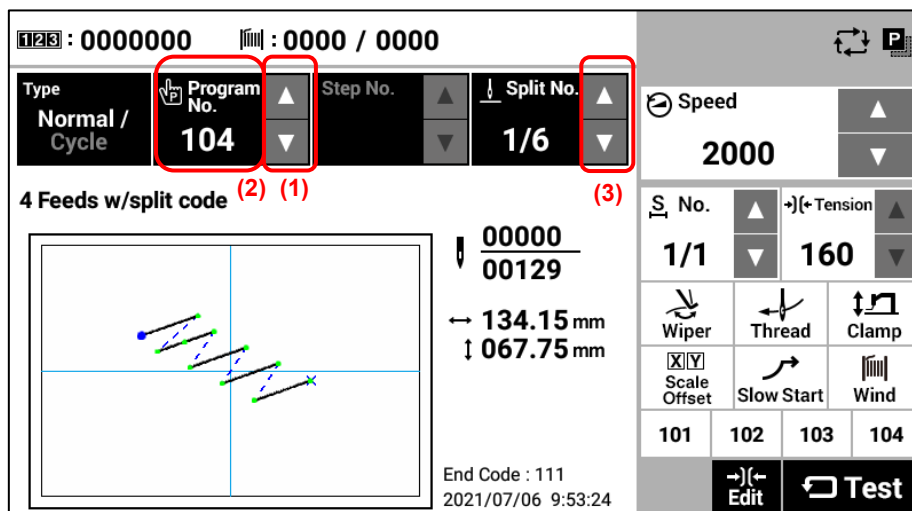 123 : 0000000 : 0000 / 0000
P
Type
Normal /
Cycle
P
Program
No.
104
Step No.
Split No.
1/6
Speed
2000
(2) (1)
(3)
4 Feeds w/split code
S No.
1/1
Tension
160
00000
00129
↔ 134.15 mm
↕ 067.75 mm
Wiper
Thread
Clamp
X Y
Scale
Offset
Slow Start
Wind
101 102 103 104
End Code : 111
2021/07/06 9:53:24
Edit
Test